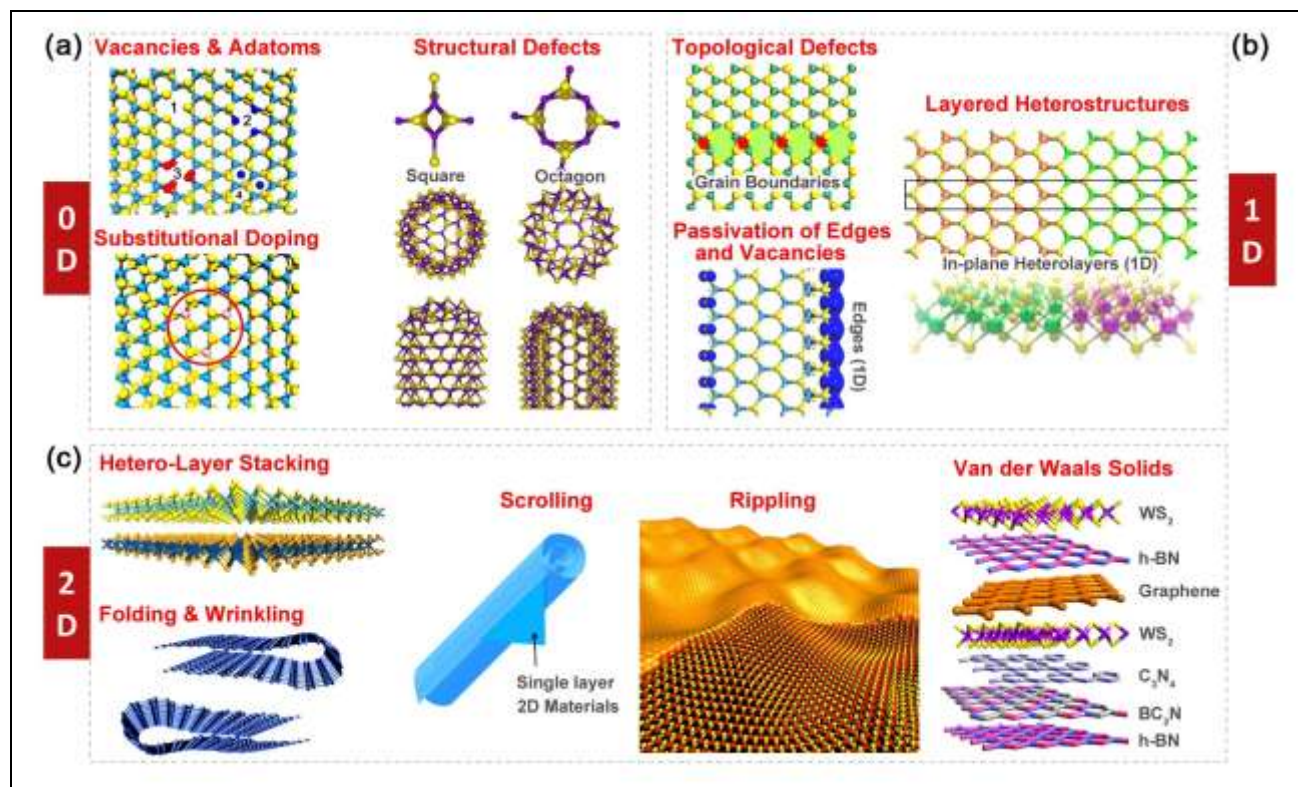 (a)
Vacancies & Adatoms
1
2
3
4
Structural Defects
Square
Octagon
0
D
Substitutional Doping
Topological Defects
Grain Boundaries
(b)
Layered Heterostructures
In-plane Heterolayers (1D)
Passivation of Edges
and Vacancies
Edges (1D)
1
D
(c)
Hetero-Layer Stacking
2
D
Folding & Wrinkling
Scrolling
Single layer
2D Materials
Rippling
Van der Waals Solids
WS₂
h-BN
Graphene
WS₂
C₃N₄
BC₂N
h-BN